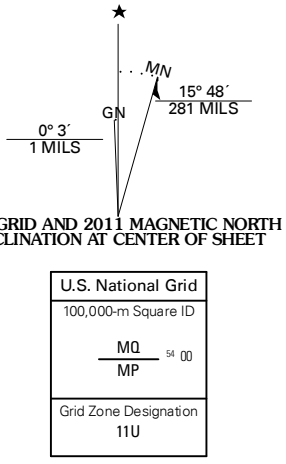 ★
MN
15° 48´
281 MILS
GN
0° 3´
1 MILS
GRID AND 2011 MAGNETIC NORTH
CLINATION AT CENTER OF SHEET
U.S. National Grid
100,000-m Square ID
MQ
54 00
MP
Grid Zone Designation
11U